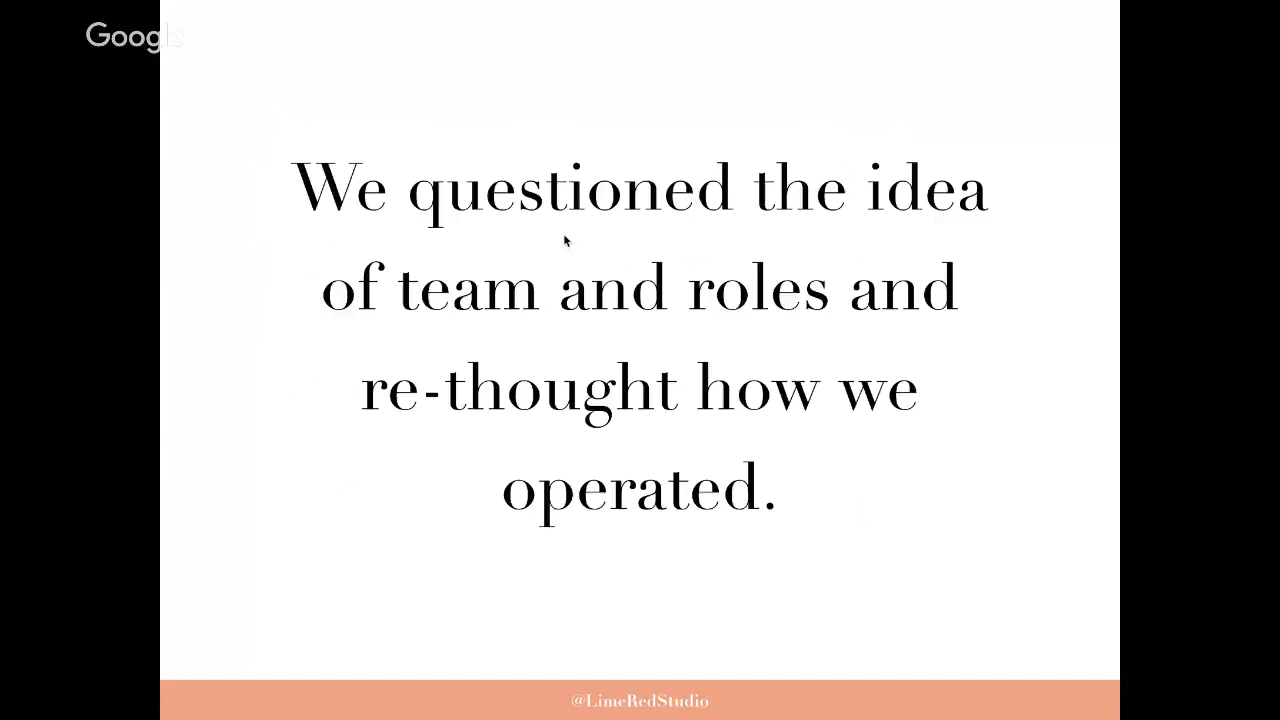 Google
We questioned the idea
of team and roles and
re-thought how we
operated.
@LimeRedStudio